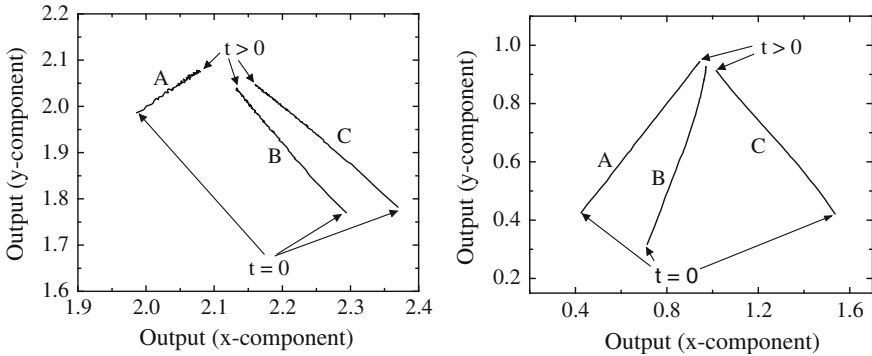 2.2
2.1
2.0
1.9
1.8
1.7
1.6
1.9
2.0
2.1
2.2
2.3
2.4
Output (y-component)
Output (x-component)
t > 0
A
B
C
t = 0
1.0
0.8
0.6
0.4
0.2
0.4
0.8
1.2
1.6
Output (y-component)
Output (x-component)
t > 0
A
B
C
t = 0